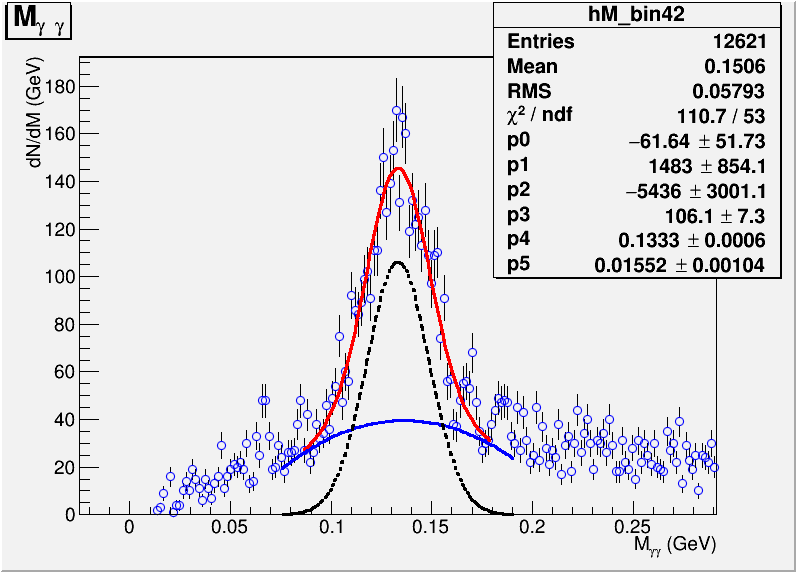 M_γ γ
hM_bin42
Entries 12621
Mean 0.1506
RMS 0.05793
χ² / ndf 110.7 / 53
p0 −61.64 ± 51.73
p1 1483 ± 854.1
p2 −5436 ± 3001.1
p3 106.1 ± 7.3
p4 0.1333 ± 0.0006
p5 0.01552 ± 0.00104
dN/dM (GeV)
180
160
140
120
100
80
60
40
20
0
0 0.05 0.1 0.15 0.2 0.25
M_γγ (GeV)